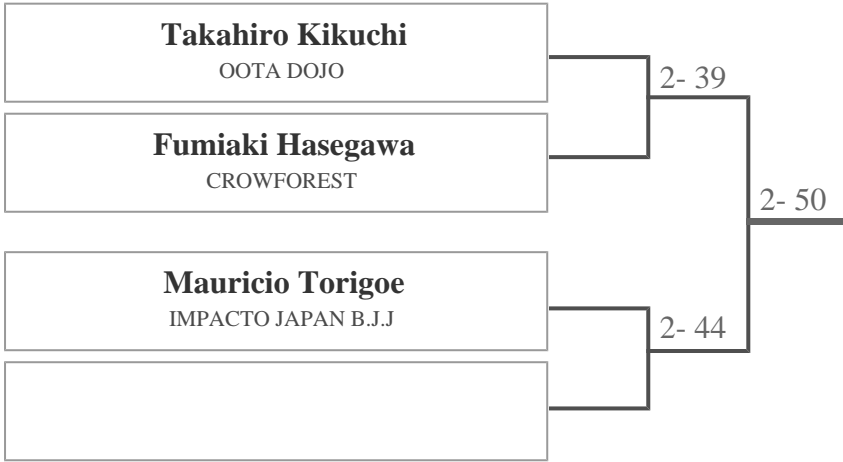 Takahiro Kikuchi
OOTA DOJO
2- 39
Fumiaki Hasegawa
CROWFOREST
2- 50
Mauricio Torigoe
IMPACTO JAPAN B.J.J
2- 44